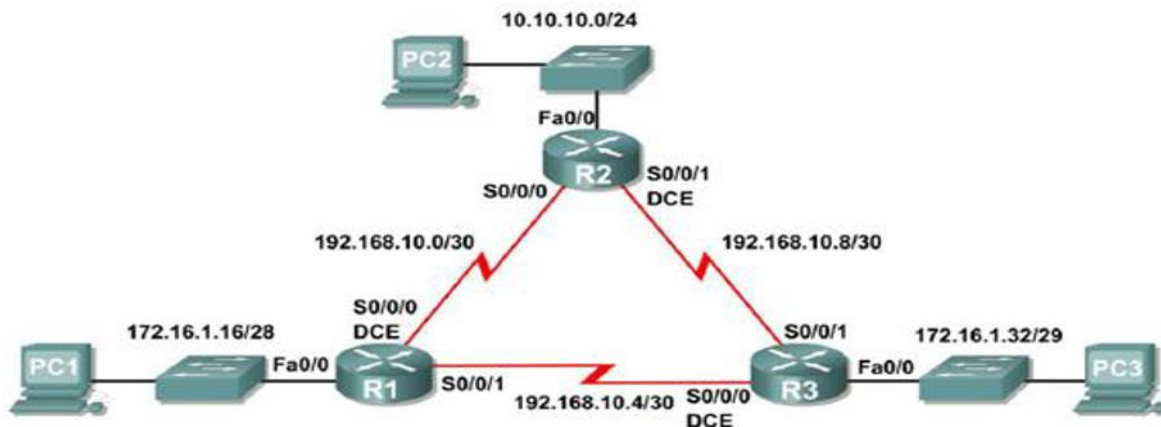 10.10.10.0/24
PC2
Fa0/0
R2
S0/0/0
S0/0/1
DCE
192.168.10.0/30
192.168.10.8/30
S0/0/0
DCE
S0/0/1
172.16.1.16/28
172.16.1.32/29
PC1
Fa0/0
R1
S0/0/1
192.168.10.4/30
S0/0/0
DCE
R3
Fa0/0
PC3